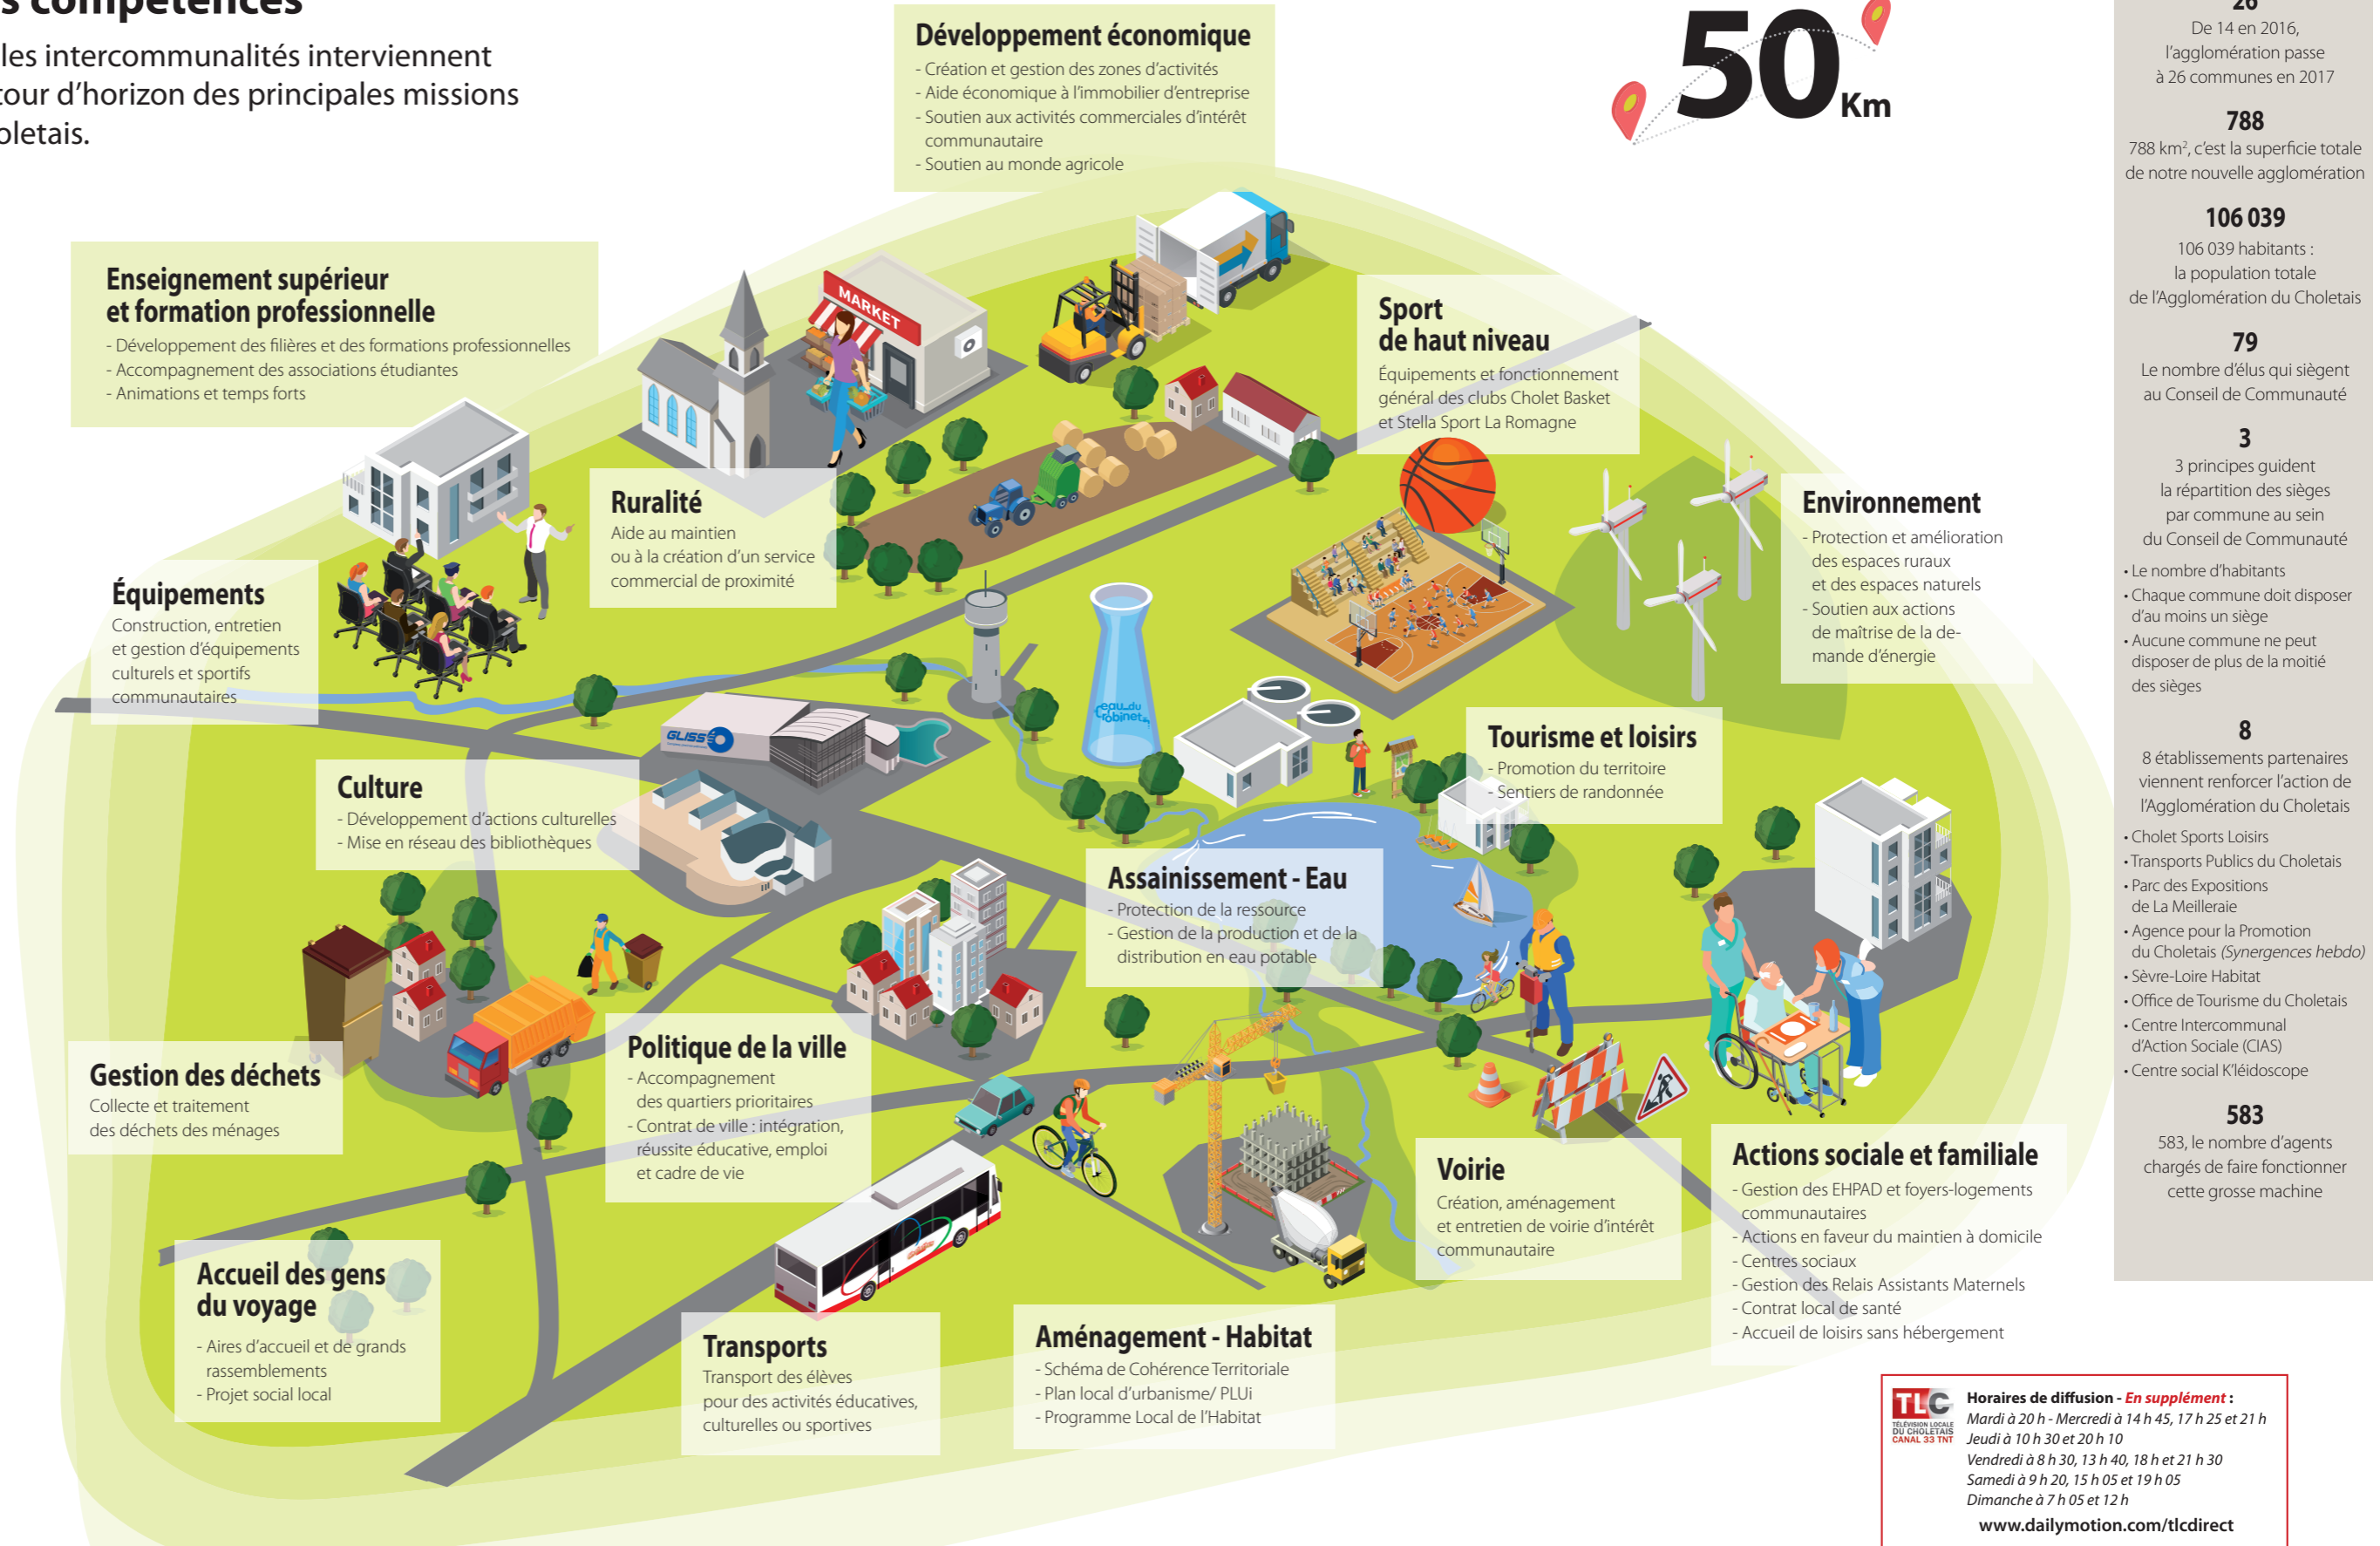 s compétences
les intercommunalités interviennent
tour d'horizon des principales missions
oletais.
Développement économique
- Création et gestion des zones d'activités
- Aide économique à l'immobilier d'entreprise
- Soutien aux activités commerciales d'intérêt
communautaire
- Soutien au monde agricole
50 Km
Enseignement supérieur
et formation professionnelle
- Développement des filières et des formations professionnelles
- Accompagnement des associations étudiantes
- Animations et temps forts
MARKET
Sport
de haut niveau
Équipements et fonctionnement
général des clubs Cholet Basket
et Stella Sport La Romagne
Ruralité
Aide au maintien
ou à la création d'un service
commercial de proximité
Environnement
- Protection et amélioration
des espaces ruraux
et des espaces naturels
- Soutien aux actions
de maîtrise de la de-
mande d'énergie
Équipements
Construction, entretien
et gestion d'équipements
culturels et sportifs
communautaires
GLISSEO
eau du
robinet
Tourisme et loisirs
- Promotion du territoire
- Sentiers de randonnée
Culture
- Développement d'actions culturelles
- Mise en réseau des bibliothèques
Assainissement - Eau
- Protection de la ressource
- Gestion de la production et de la
distribution en eau potable
Gestion des déchets
Collecte et traitement
des déchets des ménages
Politique de la ville
- Accompagnement
des quartiers prioritaires
- Contrat de ville : intégration,
réussite éducative, emploi
et cadre de vie
Voirie
Création, aménagement
et entretien de voirie d'intérêt
communautaire
Actions sociale et familiale
- Gestion des EHPAD et foyers-logements
communautaires
- Actions en faveur du maintien à domicile
- Centres sociaux
- Gestion des Relais Assistants Maternels
- Contrat local de santé
- Accueil de loisirs sans hébergement
Accueil des gens
du voyage
- Aires d'accueil et de grands
rassemblements
- Projet social local
Transports
Transport des élèves
pour des activités éducatives,
culturelles ou sportives
Aménagement - Habitat
- Schéma de Cohérence Territoriale
- Plan local d'urbanisme/ PLUi
- Programme Local de l'Habitat
26
De 14 en 2016,
l'agglomération passe
à 26 communes en 2017
788
788 km², c'est la superficie totale
de notre nouvelle agglomération
106 039
106 039 habitants :
la population totale
de l'Agglomération du Choletais
79
Le nombre d'élus qui siègent
au Conseil de Communauté
3
3 principes guident
la répartition des sièges
par commune au sein
du Conseil de Communauté
• Le nombre d'habitants
• Chaque commune doit disposer
d'au moins un siège
• Aucune commune ne peut
disposer de plus de la moitié
des sièges
8
8 établissements partenaires
viennent renforcer l'action de
l'Agglomération du Choletais
• Cholet Sports Loisirs
• Transports Publics du Choletais
• Parc des Expositions
de La Meilleraie
• Agence pour la Promotion
du Choletais (Synergences hebdo)
• Sèvre-Loire Habitat
• Office de Tourisme du Choletais
• Centre Intercommunal
d'Action Sociale (CIAS)
• Centre social K'léidoscope
583
583, le nombre d'agents
chargés de faire fonctionner
cette grosse machine
TLC
TÉLÉVISION LOCALE
DU CHOLETAIS
CANAL 33 TNT
Horaires de diffusion - En supplément :
Mardi à 20 h - Mercredi à 14 h 45, 17 h 25 et 21 h
Jeudi à 10 h 30 et 20 h 10
Vendredi à 8 h 30, 13 h 40, 18 h et 21 h 30
Samedi à 9 h 20, 15 h 05 et 19 h 05
Dimanche à 7 h 05 et 12 h
www.dailymotion.com/tlcdirect